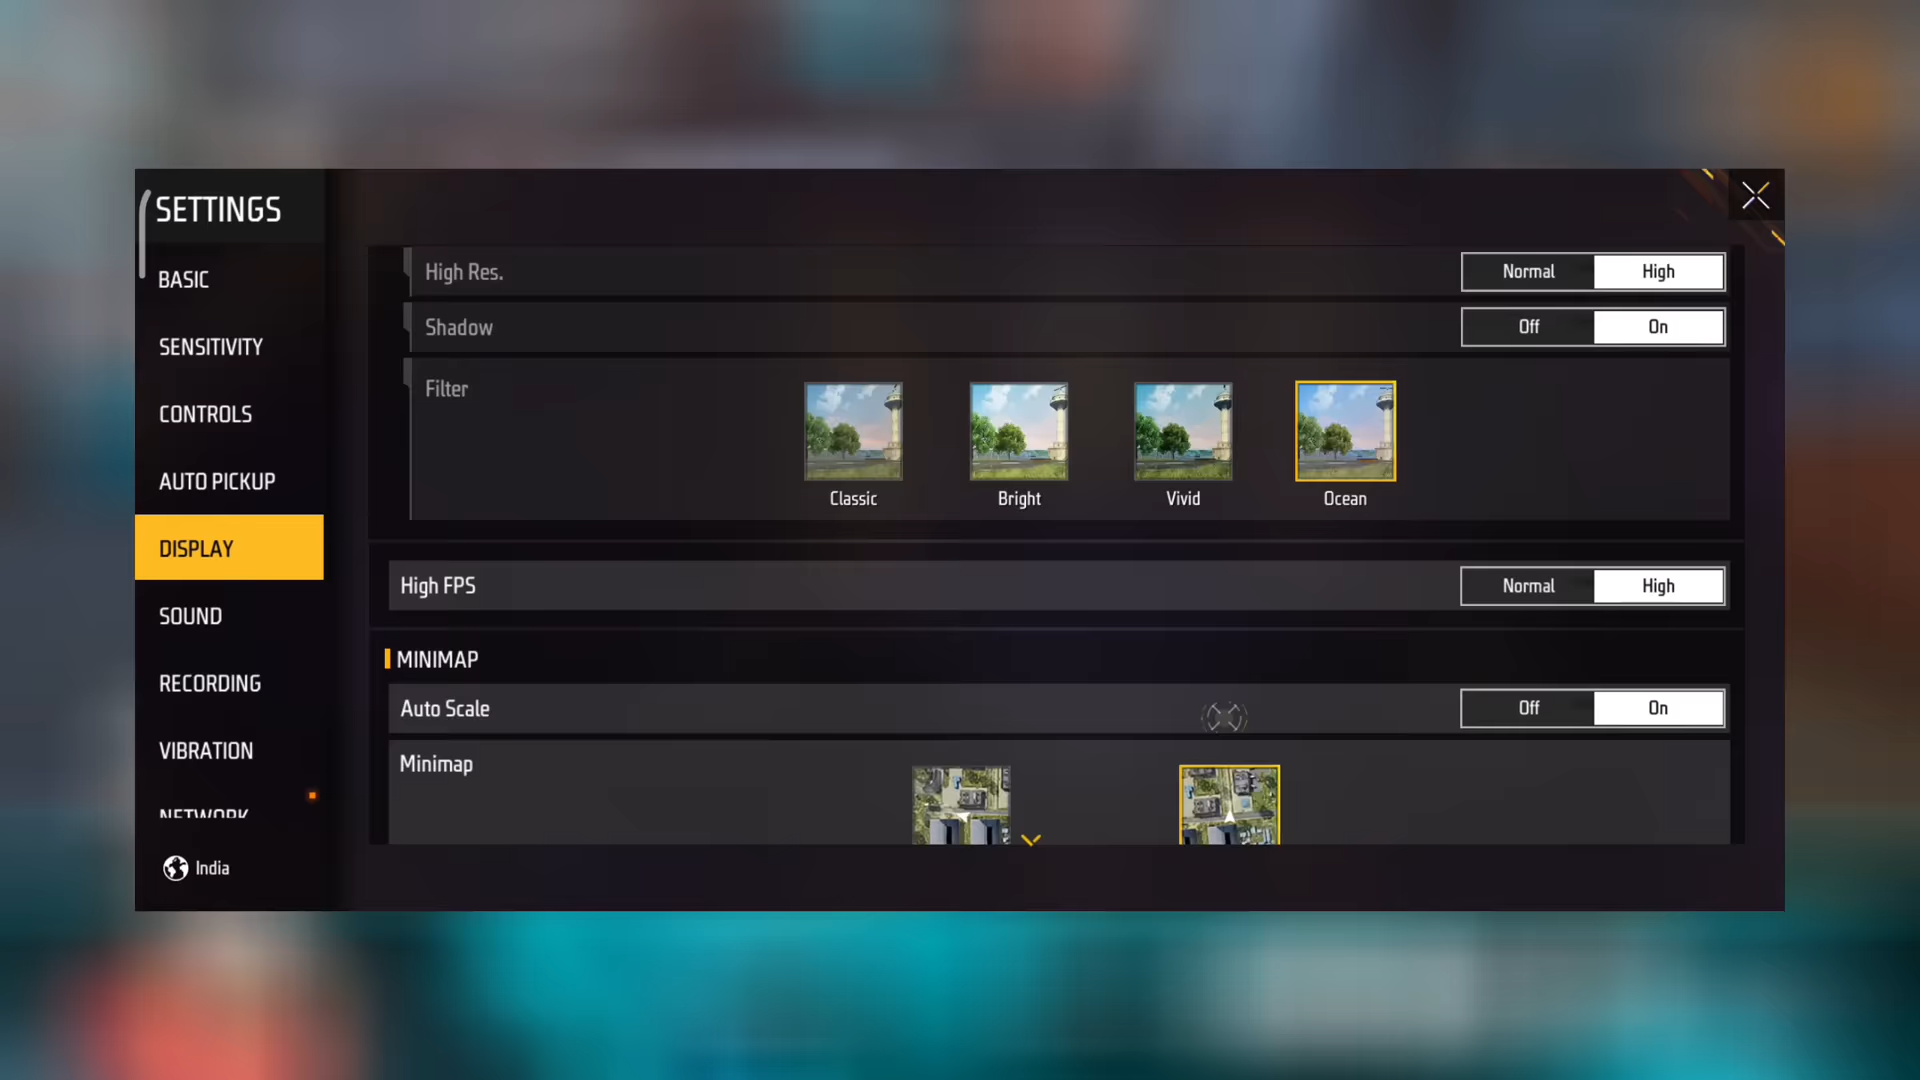 SETTINGS
BASIC
SENSITIVITY
CONTROLS
AUTO PICKUP
DISPLAY
SOUND
RECORDING
VIBRATION
NETWORK
India
High Res.
Normal High
Shadow
Off On
Filter
Classic Bright Vivid Ocean
High FPS
Normal High
MINIMAP
Auto Scale
Off On
Minimap